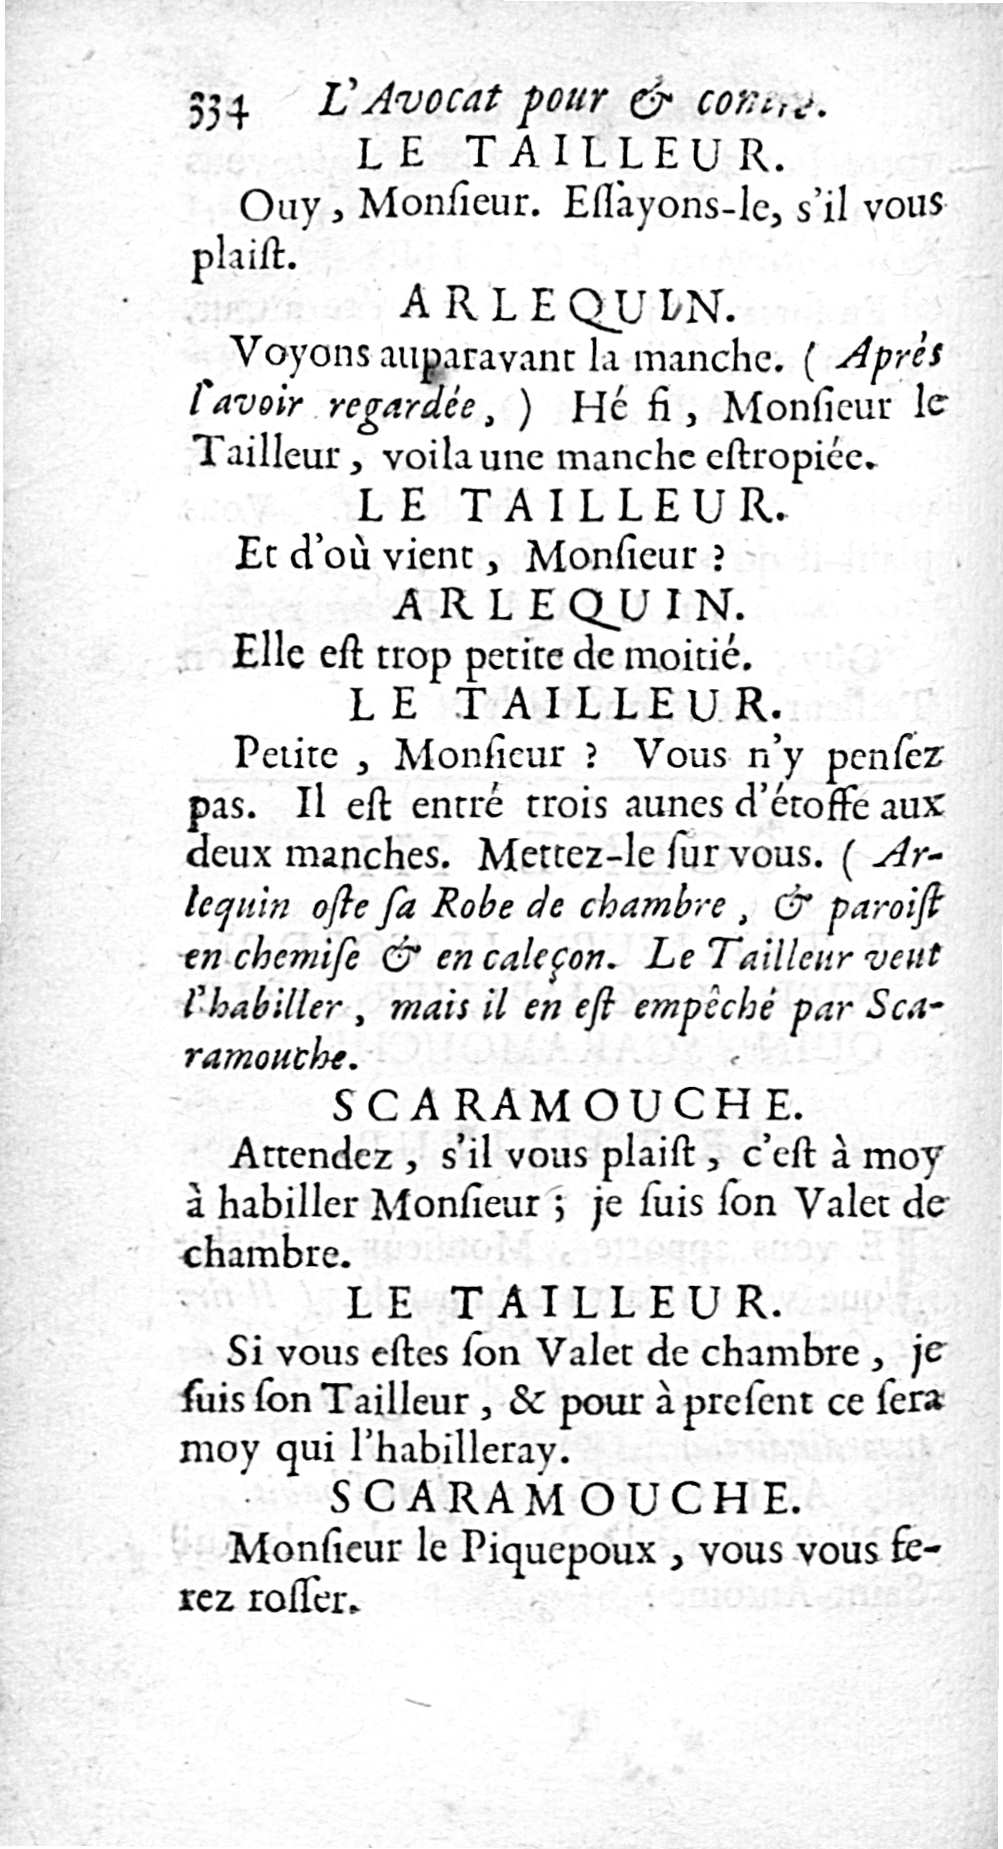 334 L'Avocat pour & contre.
LE TAILLEUR.
Ouy, Monſieur. Eſſayons-le, s'il vous
plaiſt.
ARLEQUIN.
Voyons auparavant la manche. (Aprés
l'avoir regardée,) Hé fi, Monſieur le
Tailleur, voila une manche eſtropiée.
LE TAILLEUR.
Et d'où vient, Monſieur ?
ARLEQUIN.
Elle eſt trop petite de moitié.
LE TAILLEUR.
Petite, Monſieur ? Vous n'y penſez
pas. Il eſt entré trois aunes d'étoffe aux
deux manches. Mettez-le ſur vous. (Ar-
lequin oſte ſa Robe de chambre, & paroiſt
en chemiſe & en caleçon. Le Tailleur veut
l'habiller, mais il en eſt empêché par Sca-
ramouche.
SCARAMOUCHE.
Attendez, s'il vous plaiſt, c'eſt à moy
à habiller Monſieur ; je ſuis ſon Valet de
chambre.
LE TAILLEUR.
Si vous eſtes ſon Valet de chambre, je
ſuis ſon Tailleur, & pour à preſent ce ſera
moy qui l'habilleray.
SCARAMOUCHE.
Monſieur le Piquepoux, vous vous fe-
rez roſſer.